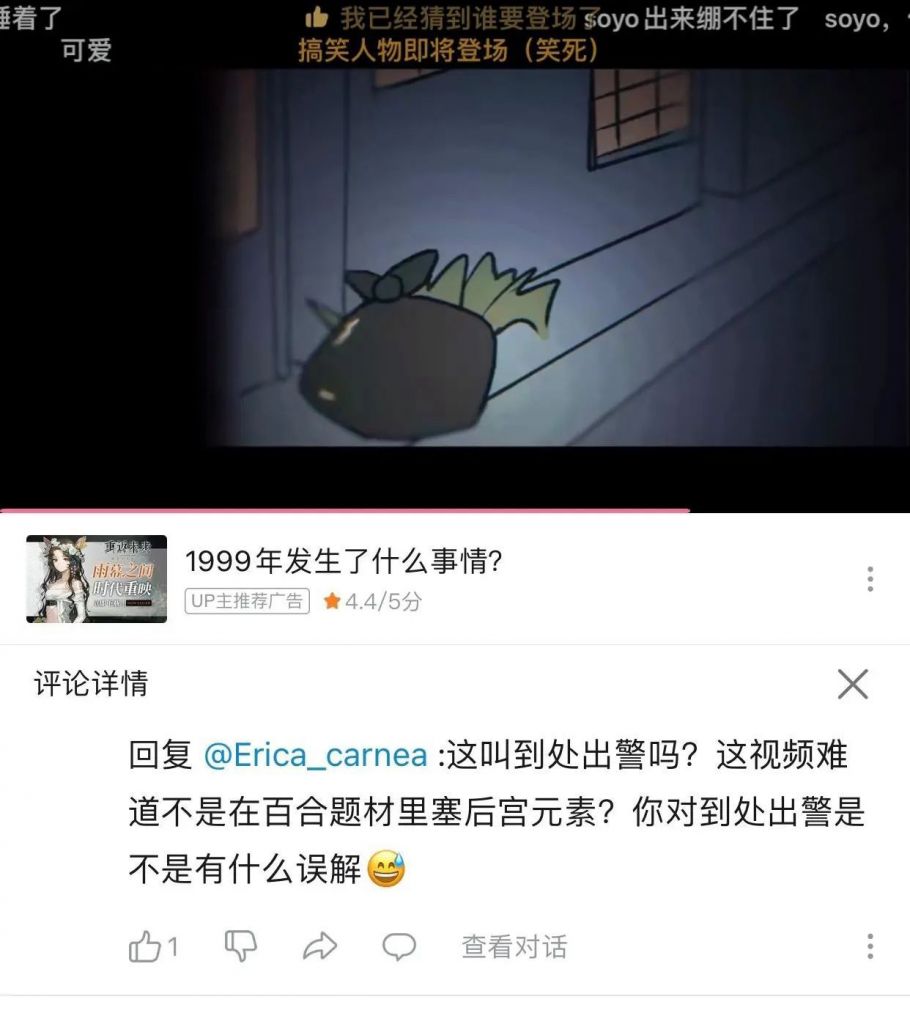 睡着了
我已经猜到谁要登场了
soyo出来绷不住了
soyo,
可爱
搞笑人物即将登场（笑死）
重返未来
雨幕之间
时代重映
1999年发生了什么事情?
UP主推荐广告
4.4/5分
评论详情
回复 @Erica_carnea :这叫到处出警吗？这视频难
道不是在百合题材里塞后宫元素？你对到处出警是
不是有什么误解😅
1
查看对话